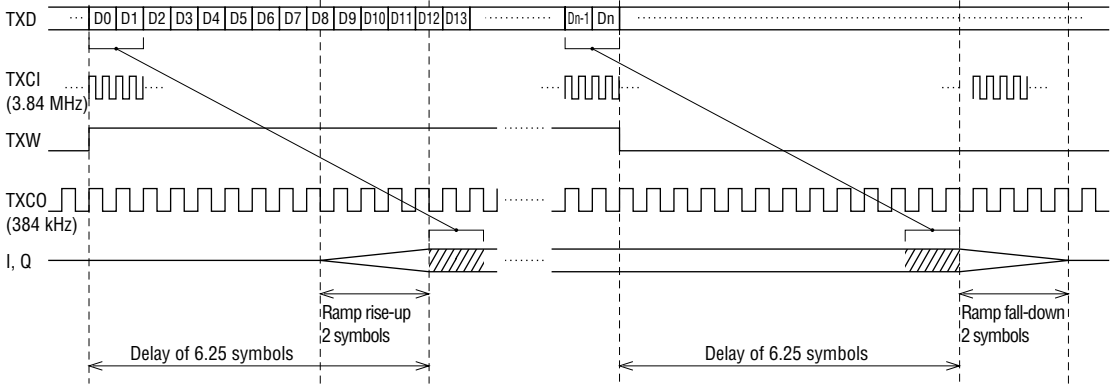 TXD D0 D1 D2 D3 D4 D5 D6 D7 D8 D9 D10 D11 D12 D13 Dn-1 Dn
TXCI
(3.84 MHz)
TXW
TXCO
(384 kHz)
I, Q
Ramp rise-up
2 symbols
Ramp fall-down
2 symbols
Delay of 6.25 symbols
Delay of 6.25 symbols